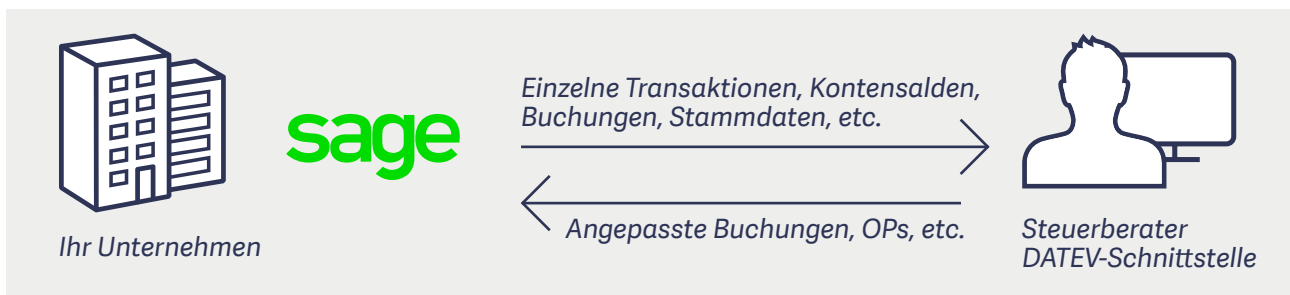 Einzelne Transaktionen, Kontensalden,
Buchungen, Stammdaten, etc.
sage
Angepasste Buchungen, OPs, etc.
Ihr Unternehmen
Steuerberater
DATEV-Schnittstelle